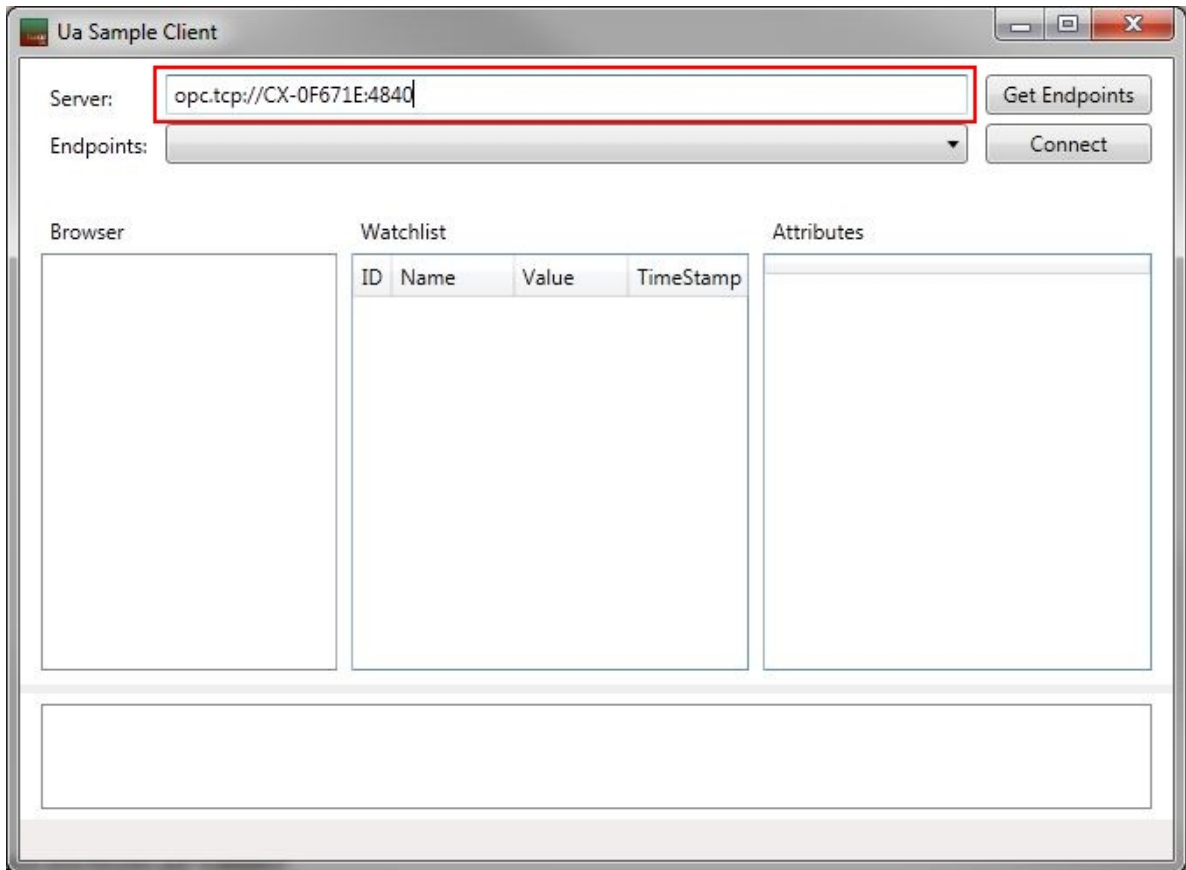 Ua Sample Client
Server: opc.tcp://CX-0F671E:4840 Get Endpoints
Endpoints: Connect
Browser Watchlist Attributes
ID Name Value TimeStamp